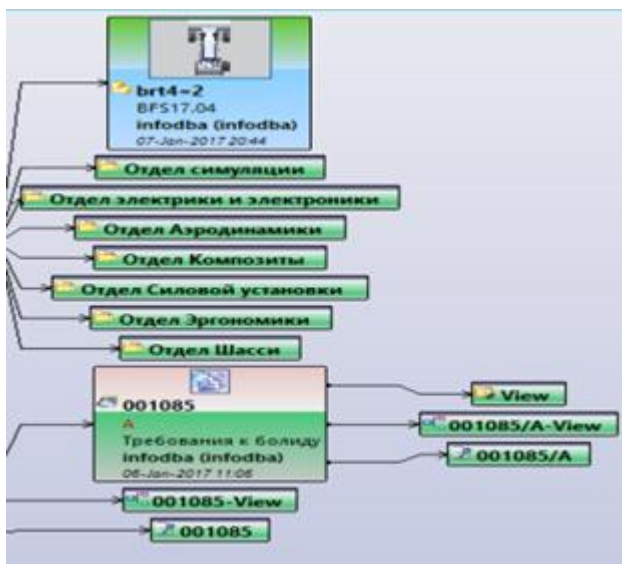 brt4-2
BFS17.04
infodba (infodba)
07-Jan-2017 20:44
Отдел симуляции
Отдел электрики и электроники
Отдел Аэродинамики
Отдел Композиты
Отдел Силовой установки
Отдел Эргономики
Отдел Шасси
001085
A
Требования к болиду
infodba (infodba)
06-Jan-2017 11:06
View
001085/A-View
001085/A
001085-View
001085